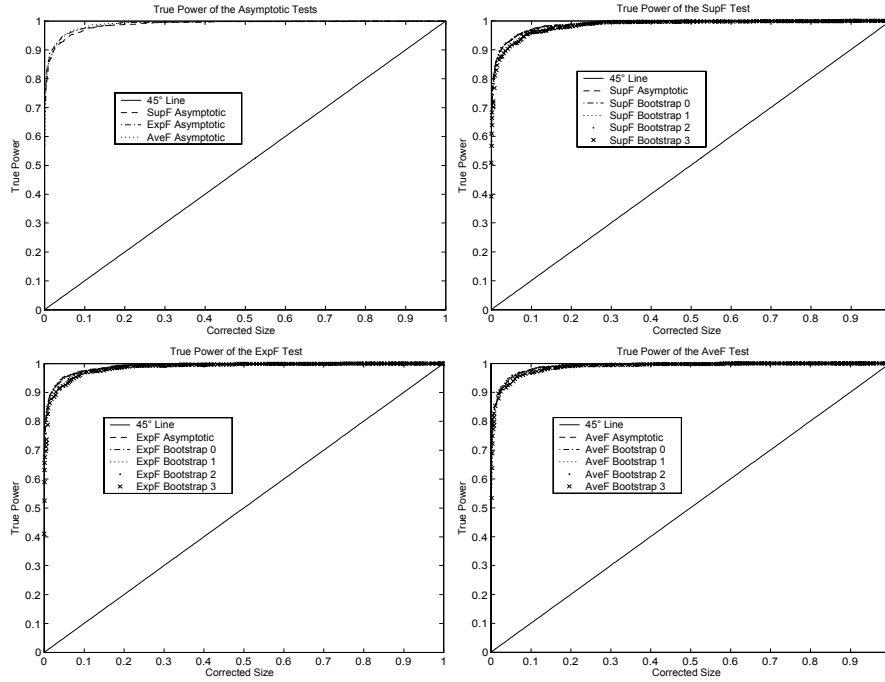 True Power of the Asymptotic Tests
1
0.9
0.8
0.7
0.6
0.5
0.4
0.3
0.2
0.1
0
True Power
45° Line
SupF Asymptotic
ExpF Asymptotic
AveF Asymptotic
0 0.1 0.2 0.3 0.4 0.5 0.6 0.7 0.8 0.9 1
Corrected Size
True Power of the SupF Test
1
0.9
0.8
0.7
0.6
0.5
0.4
0.3
0.2
0.1
0
True Power
45° Line
SupF Asymptotic
SupF Bootstrap 0
SupF Bootstrap 1
SupF Bootstrap 2
SupF Bootstrap 3
0 0.1 0.2 0.3 0.4 0.5 0.6 0.7 0.8 0.9
Corrected Size
True Power of the ExpF Test
1
0.9
0.8
0.7
0.6
0.5
0.4
0.3
0.2
0.1
0
True Power
45° Line
ExpF Asymptotic
ExpF Bootstrap 0
ExpF Bootstrap 1
ExpF Bootstrap 2
ExpF Bootstrap 3
0 0.1 0.2 0.3 0.4 0.5 0.6 0.7 0.8 0.9 1
Corrected Size
True Power of the AveF Test
1
0.9
0.8
0.7
0.6
0.5
0.4
0.3
0.2
0.1
0
True Power
45° Line
AveF Asymptotic
AveF Bootstrap 0
AveF Bootstrap 1
AveF Bootstrap 2
AveF Bootstrap 3
0 0.1 0.2 0.3 0.4 0.5 0.6 0.7 0.8 0.9
Corrected Size